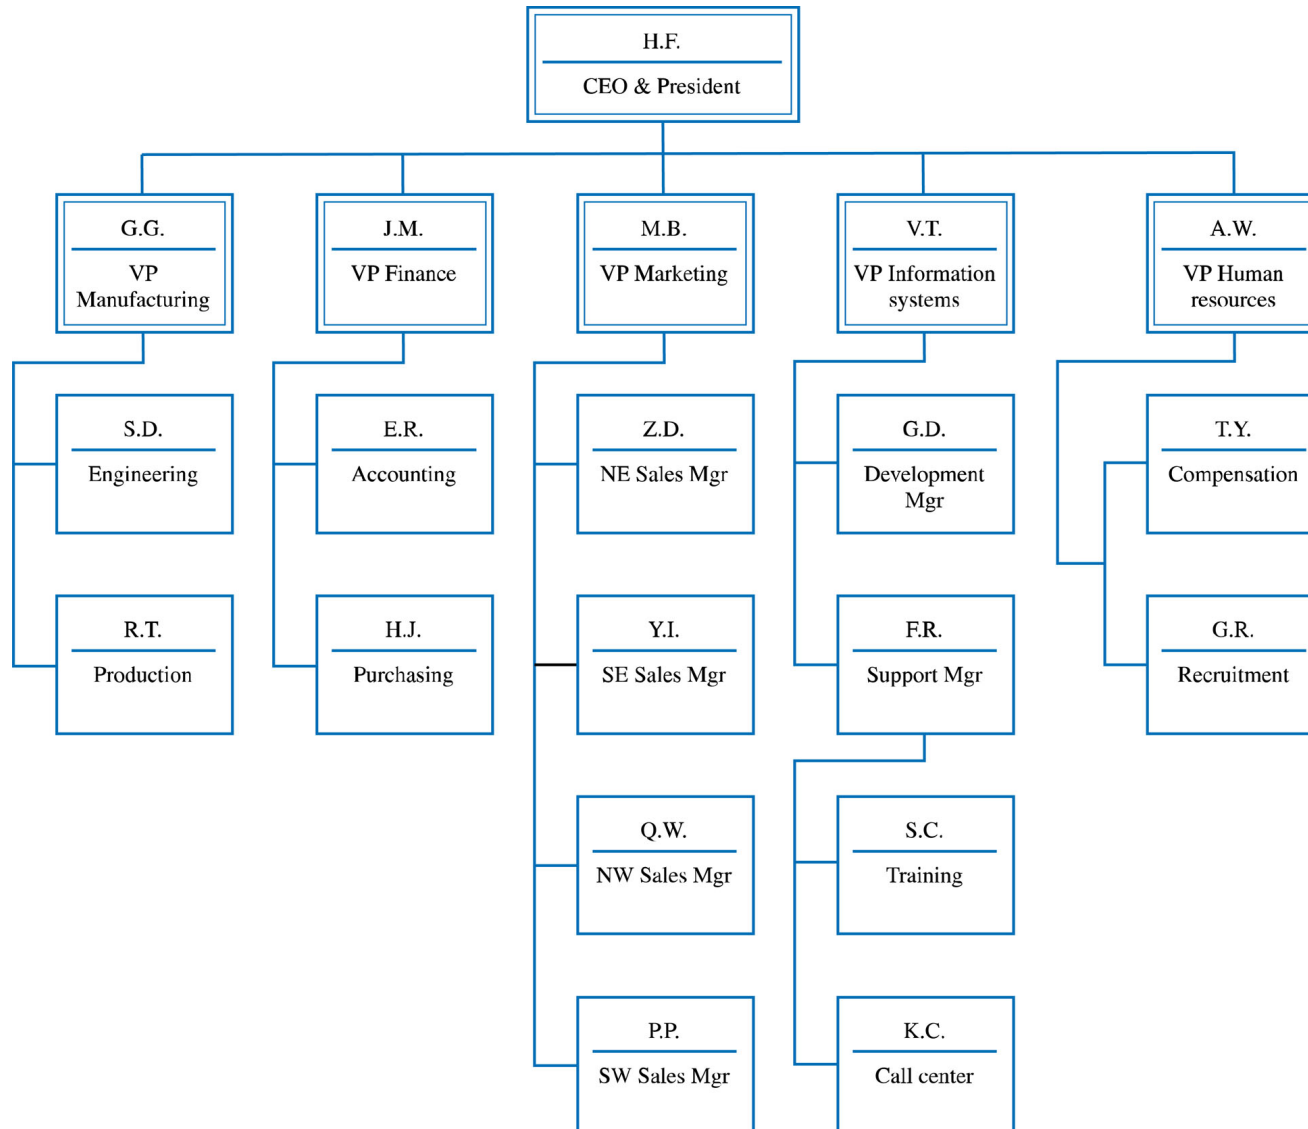 H.F.
CEO & President
G.G.
VP
Manufacturing
J.M.
VP Finance
M.B.
VP Marketing
V.T.
VP Information
systems
A.W.
VP Human
resources
S.D.
Engineering
E.R.
Accounting
Z.D.
NE Sales Mgr
G.D.
Development
Mgr
T.Y.
Compensation
R.T.
Production
H.J.
Purchasing
Y.I.
SE Sales Mgr
F.R.
Support Mgr
G.R.
Recruitment
Q.W.
NW Sales Mgr
S.C.
Training
P.P.
SW Sales Mgr
K.C.
Call center